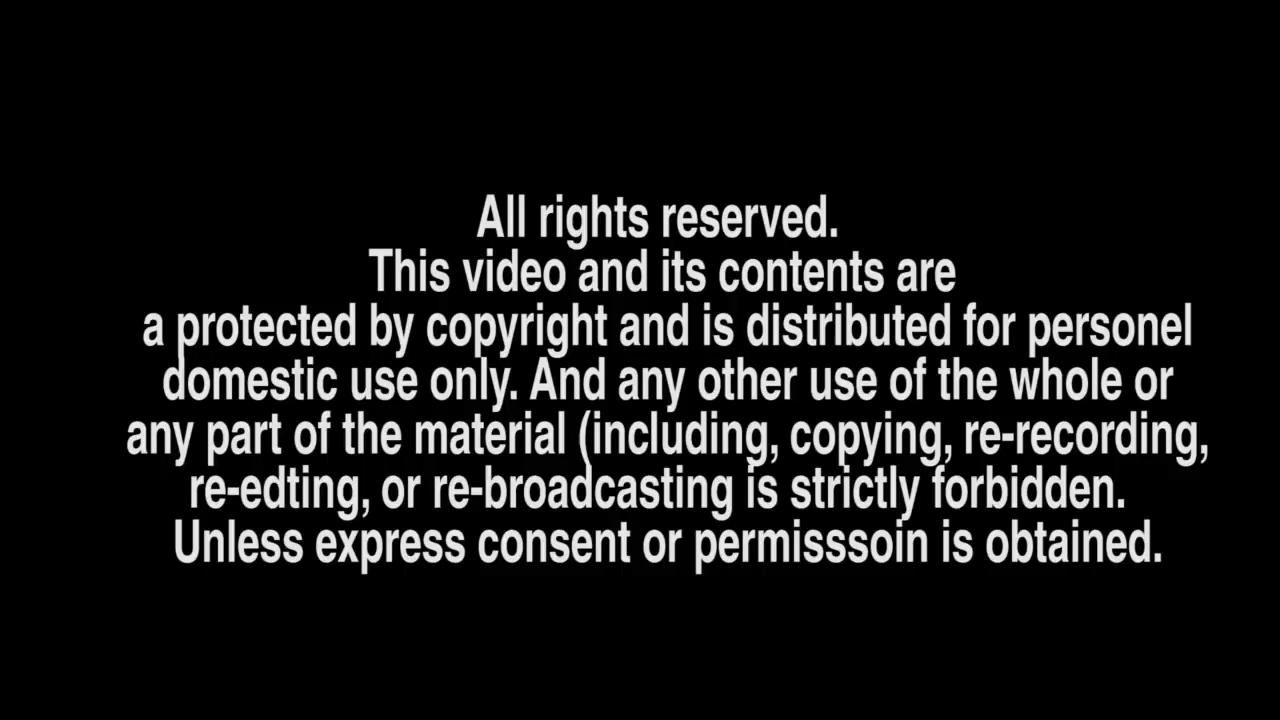 All rights reserved.
This video and its contents are
a protected by copyright and is distributed for personel
domestic use only. And any other use of the whole or
any part of the material (including, copying, re-recording,
re-edting, or re-broadcasting is strictly forbidden.
Unless express consent or permisssoin is obtained.